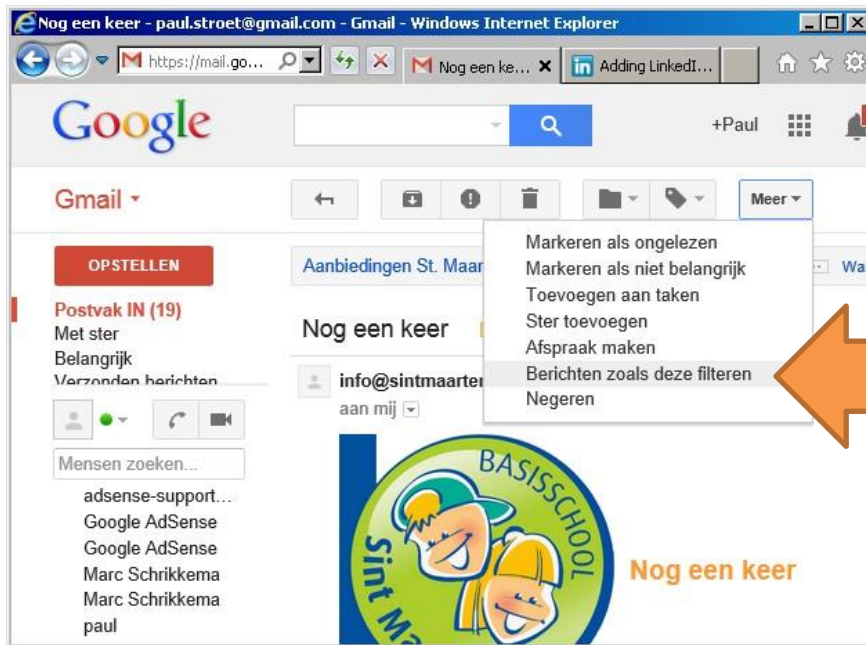 Nog een keer - paul.stroet@gmail.com - Gmail - Windows Internet Explorer
https://mail.go... Nog een ke... Adding LinkedI...
Google +Paul
Gmail Meer
OPSTELLEN
Aanbiedingen St. Maar Wa
Markeren als ongelezen
Markeren als niet belangrijk
Toevoegen aan taken
Ster toevoegen
Afspraak maken
Berichten zoals deze filteren
Negeren
Postvak IN (19)
Met ster
Belangrijk
Verzonden berichten
Nog een keer
info@sintmaarte
aan mij
Mensen zoeken...
adsense-support...
Google AdSense
Google AdSense
Marc Schrikkema
Marc Schrikkema
paul
BASISSCHOOL
Sint Ma
Nog een keer